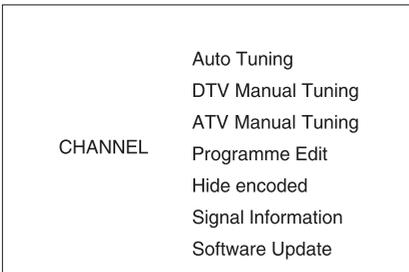 CHANNEL
Auto Tuning
DTV Manual Tuning
ATV Manual Tuning
Programme Edit
Hide encoded
Signal Information
Software Update